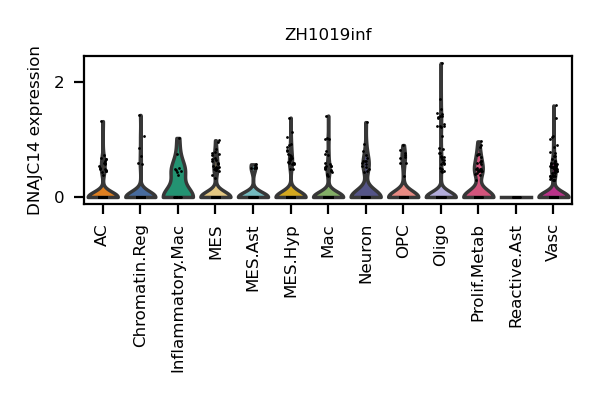 ZH1019inf
DNAJC14 expression
2
0
AC
Chromatin.Reg
Inflammatory.Mac
MES
MES.Ast
MES.Hyp
Mac
Neuron
OPC
Oligo
Prolif.Metab
Reactive.Ast
Vasc